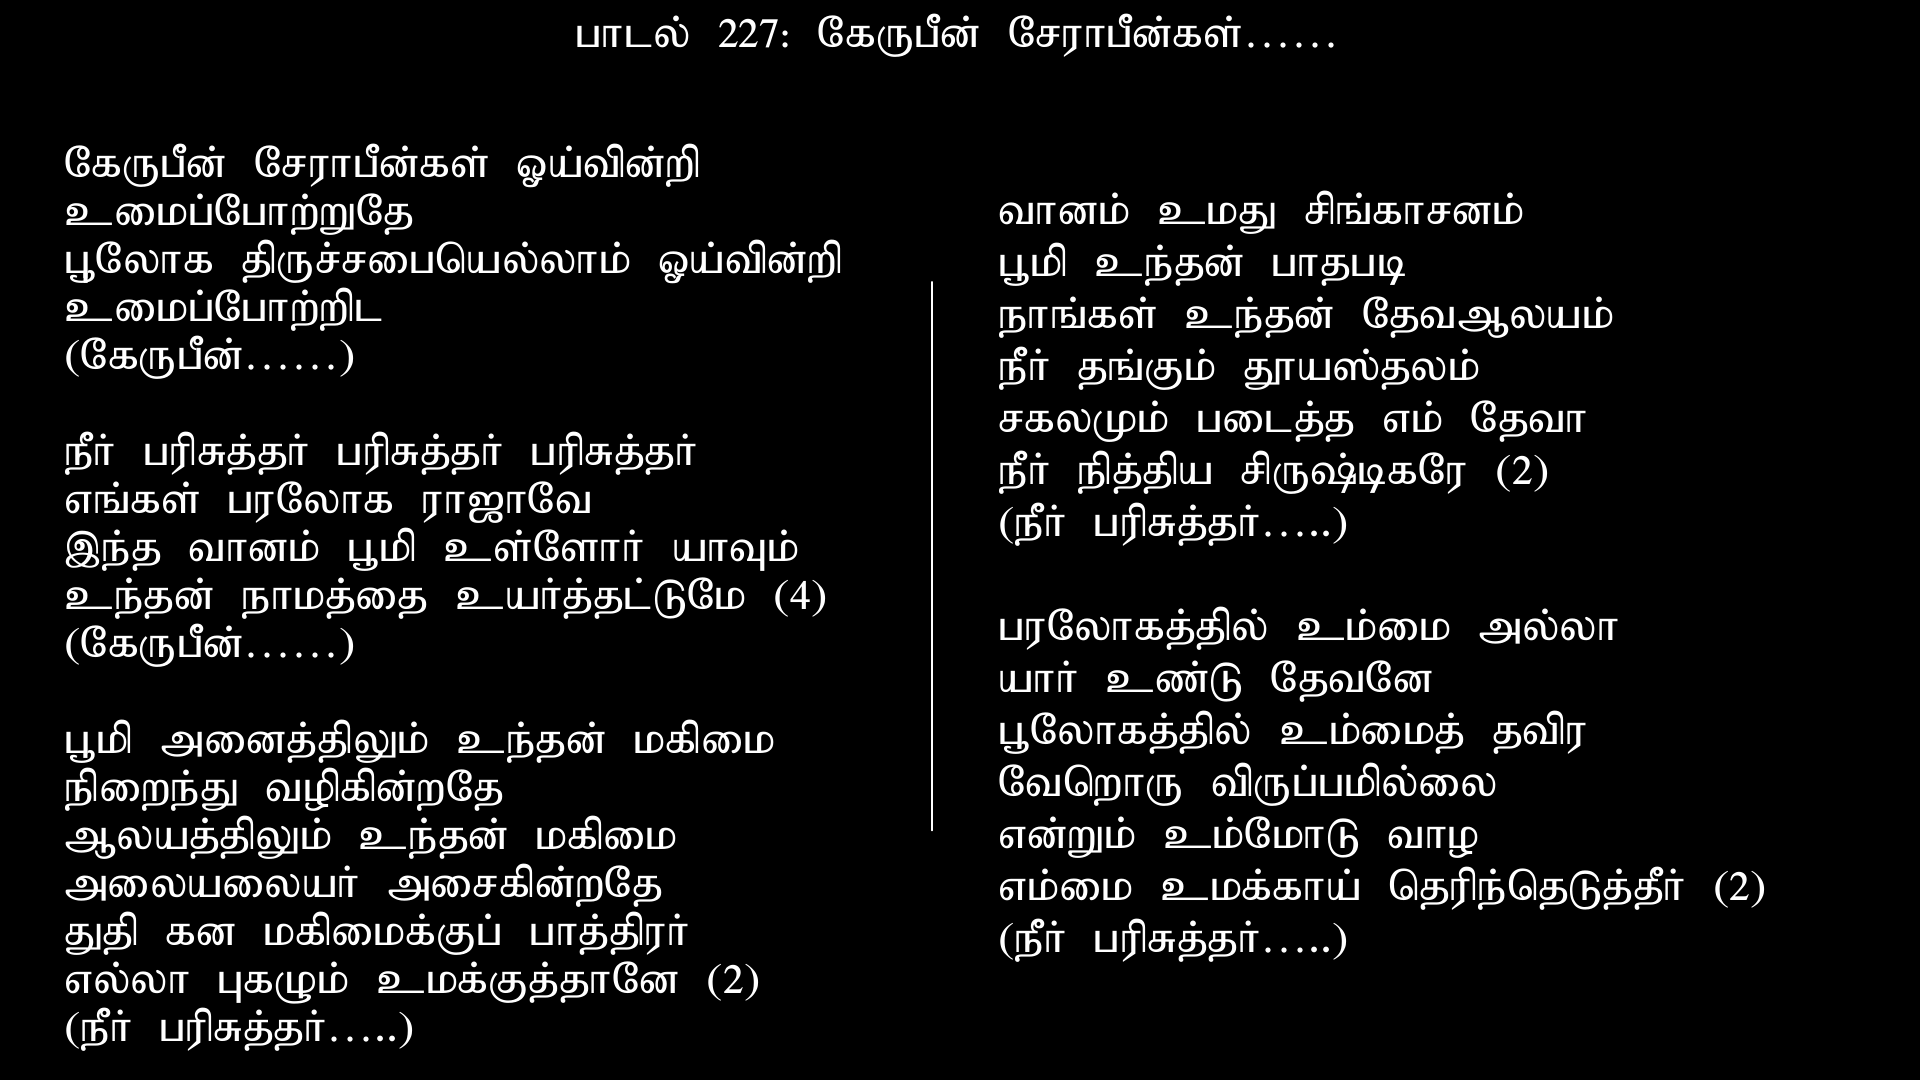 பாடல் 227: கேருபீன் சேராபீன்கள்......
கேருபீன் சேராபீன்கள் ஓய்வின்றி
உமைப்போற்றுதே
பூலோக திருச்சபையெல்லாம் ஓய்வின்றி
உமைப்போற்றிட
(கேருபீன்......)
நீர் பரிசுத்தர் பரிசுத்தர் பரிசுத்தர்
எங்கள் பரலோக ராஜாவே
இந்த வானம் பூமி உள்ளோர் யாவும்
உந்தன் நாமத்தை உயர்த்தட்டுமே (4)
(கேருபீன்......)
பூமி அனைத்திலும் உந்தன் மகிமை
நிறைந்து வழிகின்றதே
ஆலயத்திலும் உந்தன் மகிமை
அலையலையர் அசைகின்றதே
துதி கன மகிமைக்குப் பாத்திரர்
எல்லா புகழும் உமக்குத்தானே (2)
(நீர் பரிசுத்தர்.....)
வானம் உமது சிங்காசனம்
பூமி உந்தன் பாதபடி
நாங்கள் உந்தன் தேவஆலயம்
நீர் தங்கும் தூயஸ்தலம்
சகலமும் படைத்த எம் தேவா
நீர் நித்திய சிருஷ்டிகரே (2)
(நீர் பரிசுத்தர்.....)
பரலோகத்தில் உம்மை அல்லா
யார் உண்டு தேவனே
பூலோகத்தில் உம்மைத் தவிர
வேறொரு விருப்பமில்லை
என்றும் உம்மோடு வாழ
எம்மை உமக்காய் தெரிந்தெடுத்தீர் (2)
(நீர் பரிசுத்தர்.....)